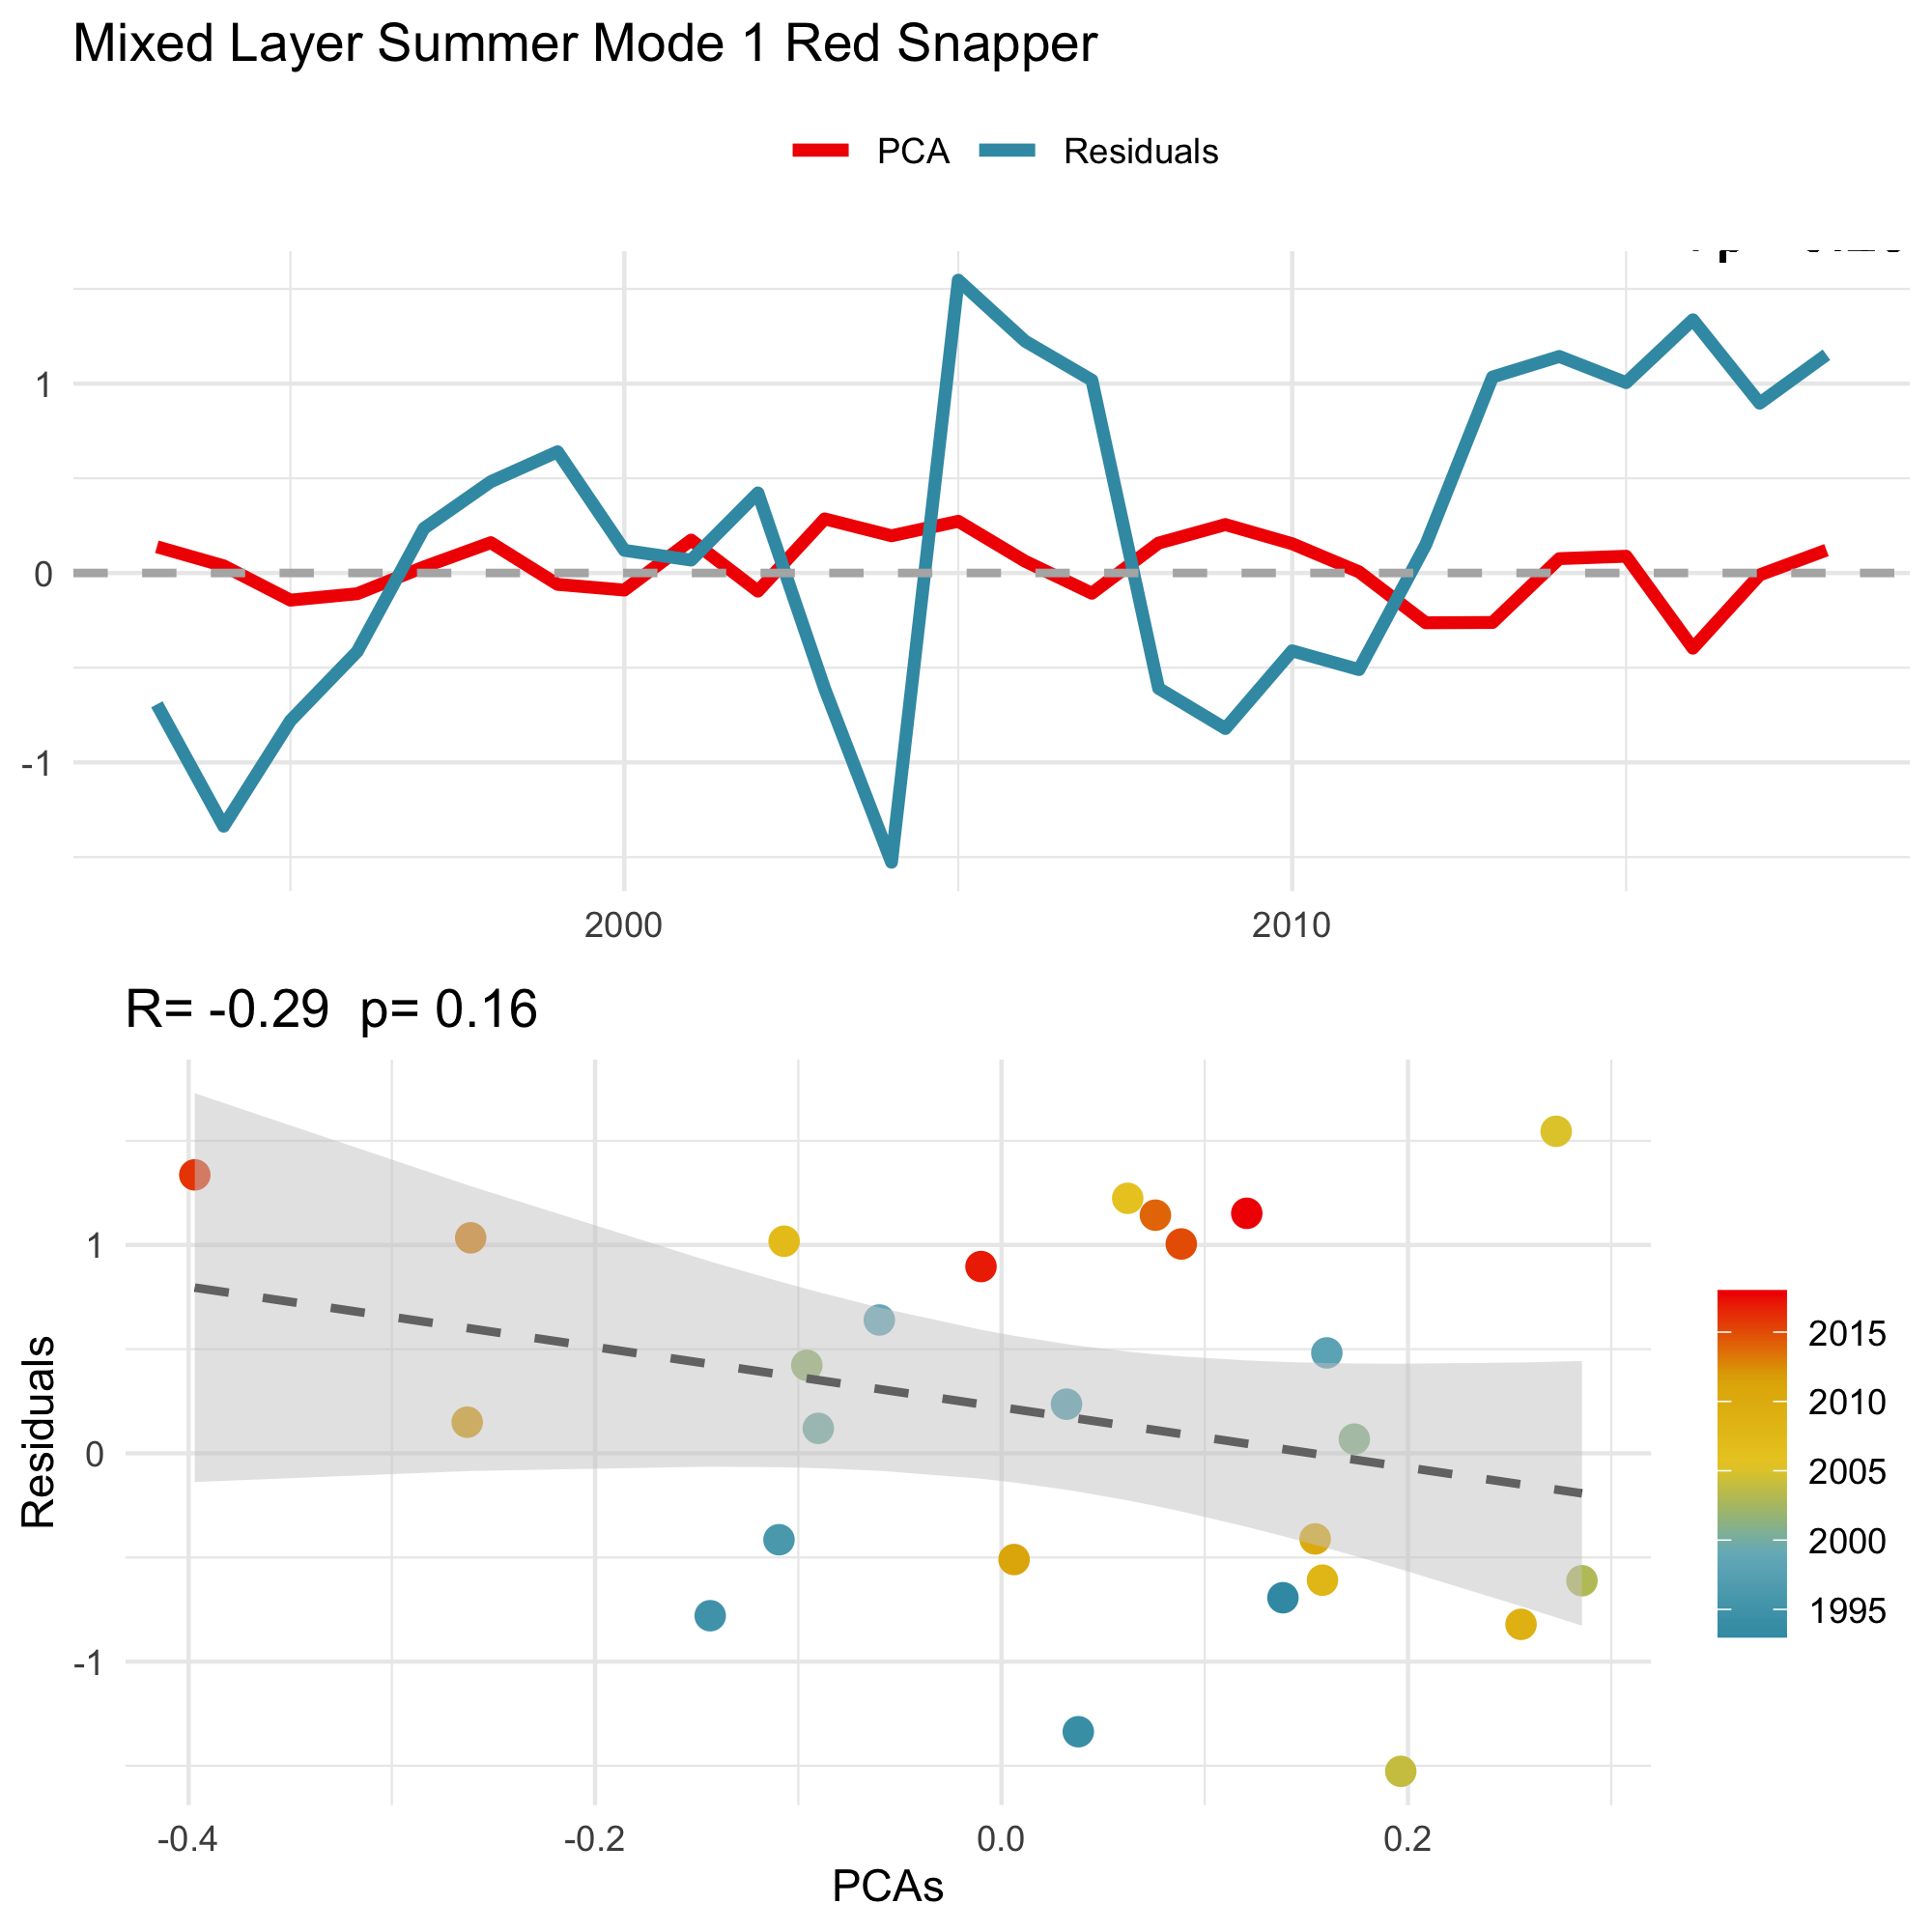 Mixed Layer Summer Mode 1 Red Snapper
PCA Residuals
1
0
-1
2000 2010
R= -0.29 p= 0.16
Residuals
1
0
-1
-0.4 -0.2 0.0 0.2
PCAs
2015
2010
2005
2000
1995